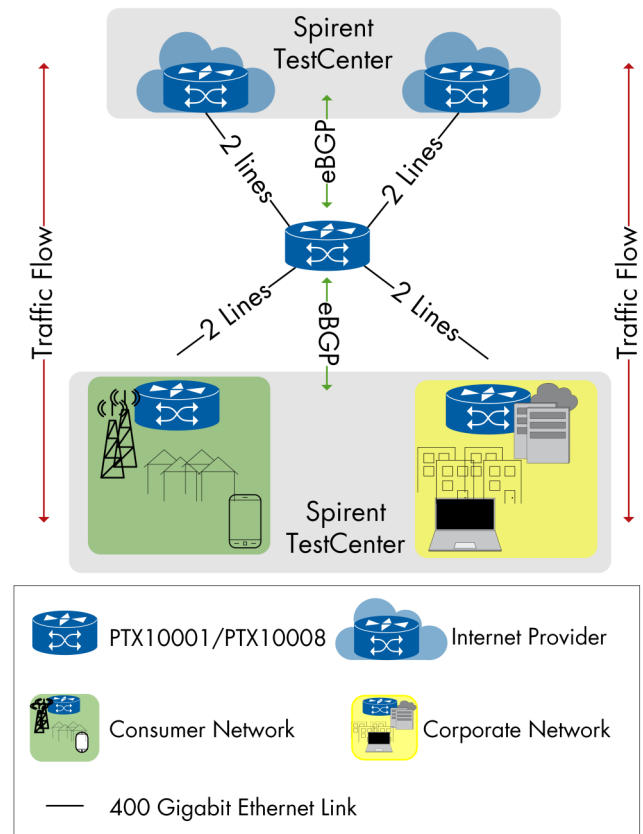 Spirent
TestCenter
Traffic Flow
2 lines
eBGP
2 Lines
Traffic Flow
2 Lines
eBGP
2 Lines
Spirent
TestCenter
PTX10001/PTX10008
Internet Provider
Consumer Network
Corporate Network
400 Gigabit Ethernet Link